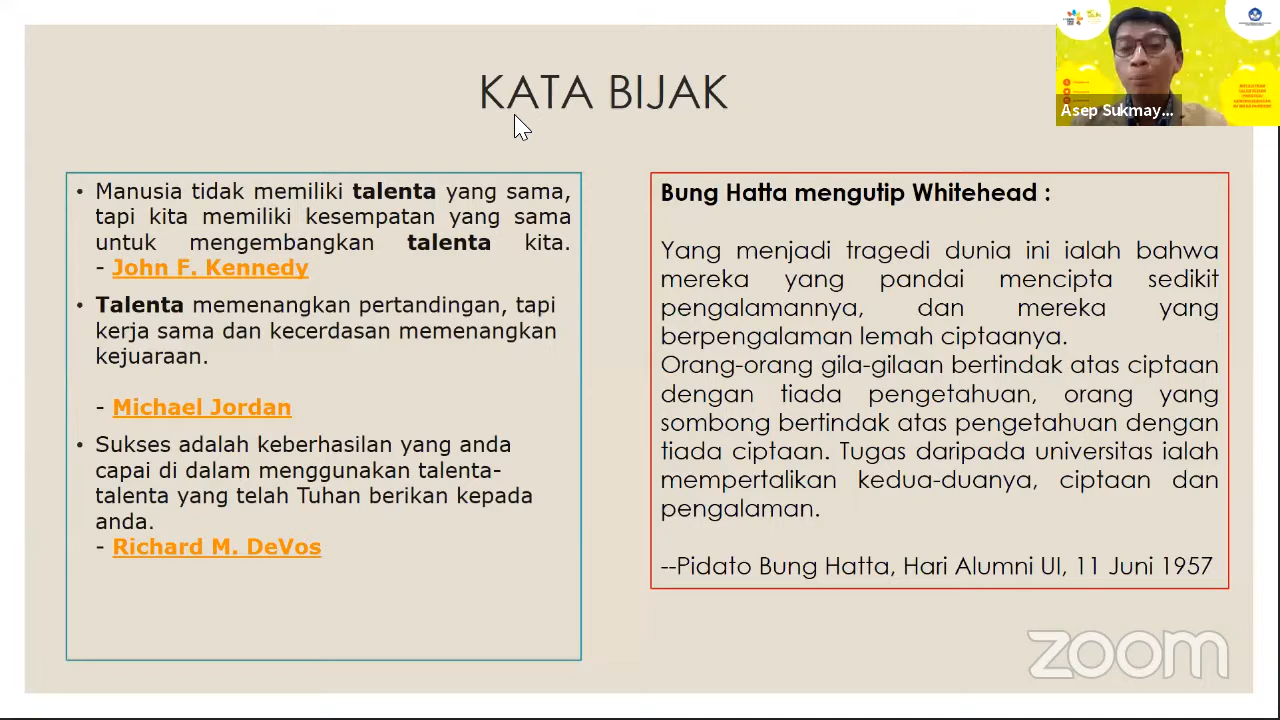 KATA BIJAK
• Manusia tidak memiliki talenta yang sama,
tapi kita memiliki kesempatan yang sama
untuk mengembangkan talenta kita.
- John F. Kennedy
• Talenta memenangkan pertandingan, tapi
kerja sama dan kecerdasan memenangkan
kejuaraan.
- Michael Jordan
• Sukses adalah keberhasilan yang anda
capai di dalam menggunakan talenta-
talenta yang telah Tuhan berikan kepada
anda.
- Richard M. DeVos
Bung Hatta mengutip Whitehead :
Yang menjadi tragedi dunia ini ialah bahwa
mereka yang pandai mencipta sedikit
pengalamannya, dan mereka yang
berpengalaman lemah ciptaanya.
Orang-orang gila-gilaan bertindak atas ciptaan
dengan tiada pengetahuan, orang yang
sombong bertindak atas pengetahuan dengan
tiada ciptaan. Tugas daripada universitas ialah
mempertalikan kedua-duanya, ciptaan dan
pengalaman.
--Pidato Bung Hatta, Hari Alumni UI, 11 Juni 1957
Asep Sukmay...
zoom